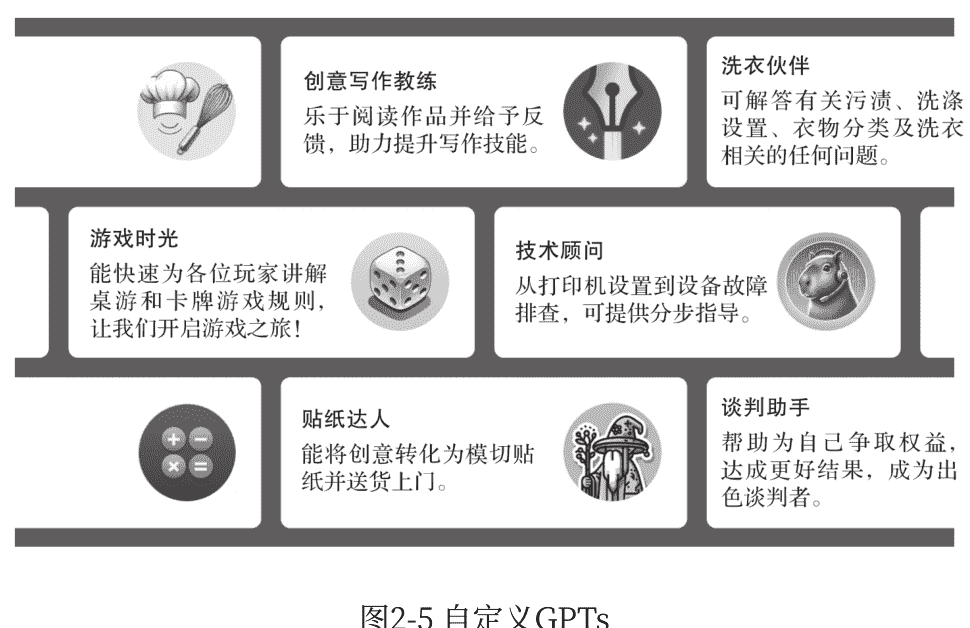 创意写作教练
乐于阅读作品并给予反
馈，助力提升写作技能。
洗衣伙伴
可解答有关污渍、洗涤
设置、衣物分类及洗衣
相关的任何问题。
游戏时光
能快速为各位玩家讲解
桌游和卡牌游戏规则，
让我们开启游戏之旅！
技术顾问
从打印机设置到设备故障
排查，可提供分步指导。
贴纸达人
能将创意转化为模切贴
纸并送货上门。
谈判助手
帮助为自己争取权益，
达成更好结果，成为出
色谈判者。
图2-5 自定义GPTs